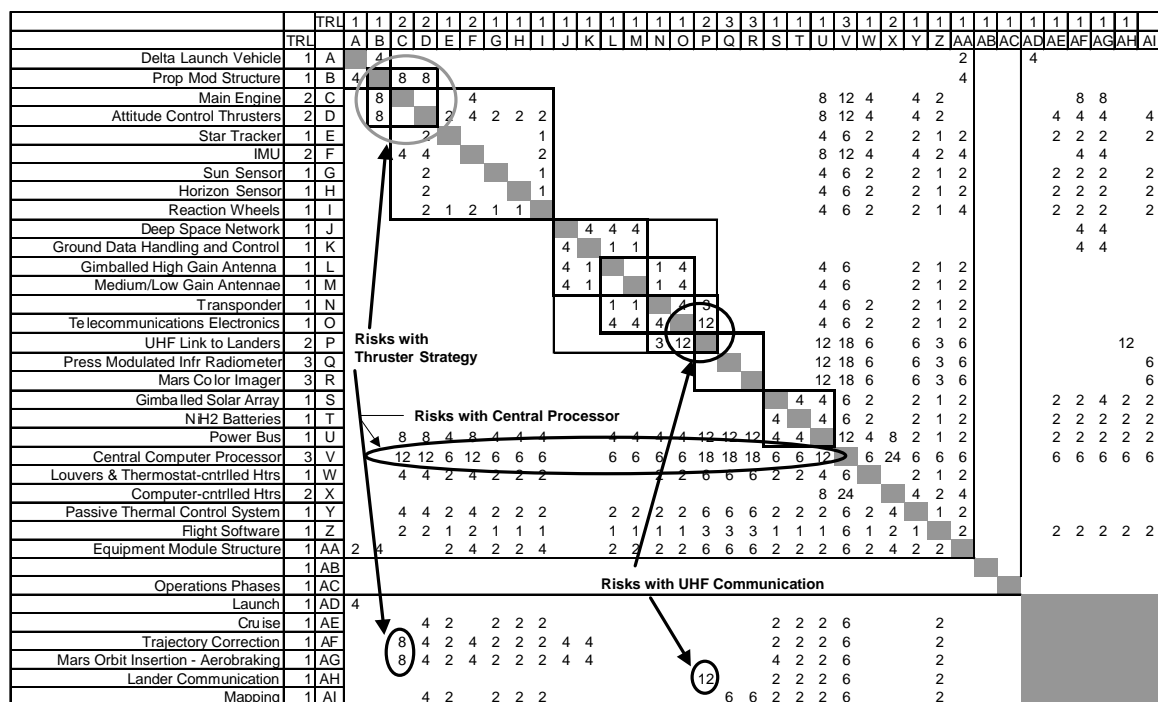 TRL 1 1 2 2 1 1 1 1 1 1 1 1 1 1 1 2 3 3 1 1 1 3 1 2 1 1 1 1 1 1 1 1 1 1
TRL A B C D E F G H I J K L M N O P Q R S T U V W X Y Z AA AB AC AD AE AF AG AH AI
Delta Launch Vehicle 1 A 4 2 4
Prop Mod Structure 1 B 4 8 8 4
Main Engine 2 C 8 4 8 12 4 4 2 8 8
Attitude Control Thrusters 2 D 8 2 4 2 2 2 8 12 4 4 2 4 4 4 4
Star Tracker 1 E 2 1 4 6 2 2 1 2 2 2 2 2
IMU 2 F 4 4 2 8 12 4 4 2 4 4 4
Sun Sensor 1 G 2 1 4 6 2 2 1 2 2 2 2 2
Horizon Sensor 1 H 2 1 4 6 2 2 1 2 2 2 2 2
Reaction Wheels 1 I 2 1 2 1 1 4 6 2 2 1 4 2 2 2 2
Deep Space Network 1 J 4 4 4 4 4
Ground Data Handling and Control 1 K 4 1 1 4 4
Gimballed High Gain Antenna 1 L 4 1 1 4 4 6 2 1 2
Medium/Low Gain Antennae 1 M 4 1 1 4 4 6 2 1 2
Transponder 1 N 1 1 4 3 4 6 2 2 1 2
Telecommunications Electronics 1 O 4 4 4 12 4 6 2 2 1 2
UHF Link to Landers 2 P 3 12 12 18 6 6 3 6 12
Press Modulated Infr Radiometer 3 Q 12 18 6 6 3 6 6
Mars Color Imager 3 R 12 18 6 6 3 6 6
Gimballed Solar Array 1 S 4 4 6 2 2 1 2 2 2 4 2 2
NiH2 Batteries 1 T 4 4 6 2 2 1 2 2 2 2 2 2
Power Bus 1 U 8 8 4 8 4 4 4 4 4 4 4 12 12 12 4 4 12 4 8 2 1 2 2 2 2 2 2
Central Computer Processor 3 V 12 12 6 12 6 6 6 6 6 6 6 18 18 18 6 6 12 6 24 6 6 6 6 6 6 6 6
Louvers & Thermostat-cntrlled Htrs 1 W 4 4 2 4 2 2 2 2 2 6 6 6 2 2 4 6 2 1 2
Computer-cntrlled Htrs 2 X 8 24 4 2 4
Passive Thermal Control System 1 Y 4 4 2 4 2 2 2 2 2 2 2 6 6 6 2 2 2 6 2 4 1 2
Flight Software 1 Z 2 2 1 2 1 1 1 1 1 1 1 3 3 3 1 1 1 6 1 2 1 2 2 2 2 2 2
Equipment Module Structure 1 AA 2 4 2 4 2 2 4 2 2 2 2 6 6 6 2 2 2 6 2 4 2 2
1 AB
Operations Phases 1 AC
Launch 1 AD 4
Cruise 1 AE 4 2 2 2 2 2 2 2 6 2
Trajectory Correction 1 AF 8 4 2 4 2 2 2 4 4 2 2 2 6 2
Mars Orbit Insertion - Aerobraking 1 AG 8 4 2 4 2 2 2 4 4 4 2 2 6 2
Lander Communication 1 AH 12 2 2 2 6 2
Mapping 1 AI 4 2 2 2 2 6 6 2 2 2 6 2
Risks with
Thruster Strategy
Risks with Central Processor
Risks with UHF Communication